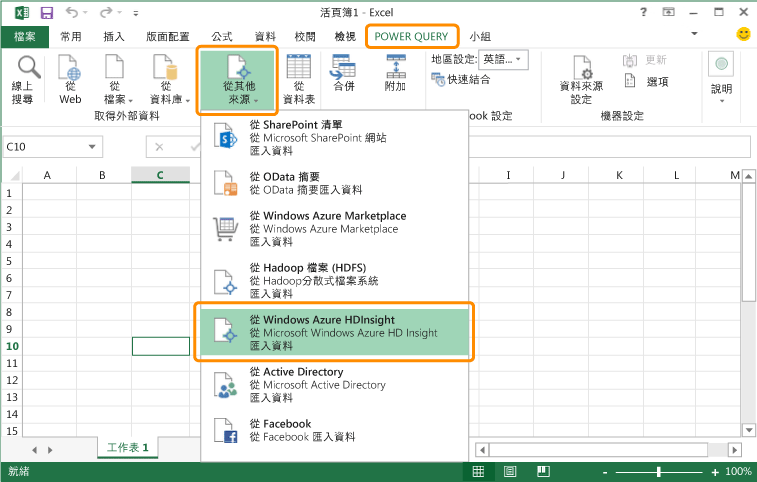 活頁簿1 - Excel
檔案 常用 插入 版面配置 公式 資料 校閱 檢視 POWER QUERY 小組
線上
搜尋
從
Web
從
檔案
從
資料庫
從其他
來源
從
資料表
合併
附加
地區設定: 英語...
快速結合
資料來源
設定
更新
選項
說明
取得外部資料
ook 設定
機器設定
C10
A B C I J K L M
1
2
3
4
5
6
7
8
9
10
11
12
13
14
15
從 SharePoint 清單
從 Microsoft SharePoint 網站
匯入資料
從 OData 摘要
從 OData 摘要匯入資料
從 Windows Azure Marketplace
從 Windows Azure Marketplace
匯入資料
從 Hadoop 檔案 (HDFS)
從 Hadoop分散式檔案系統
匯入資料
從 Windows Azure HDInsight
從 Microsoft Windows Azure HD Insight
匯入資料
從 Active Directory
從 Microsoft Active Directory
匯入資料
從 Facebook
從 Facebook 匯入資料
工作表 1
就緒
100%